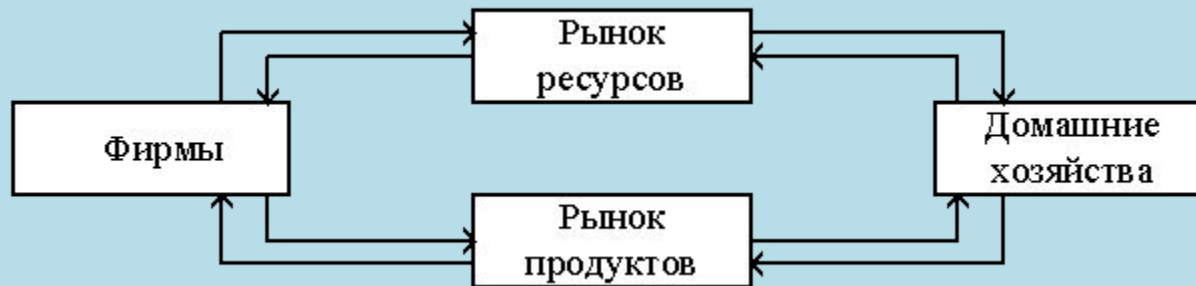 Рынок
ресурсов
Фирмы
Домашние
хозяйства
Рынок
продуктов